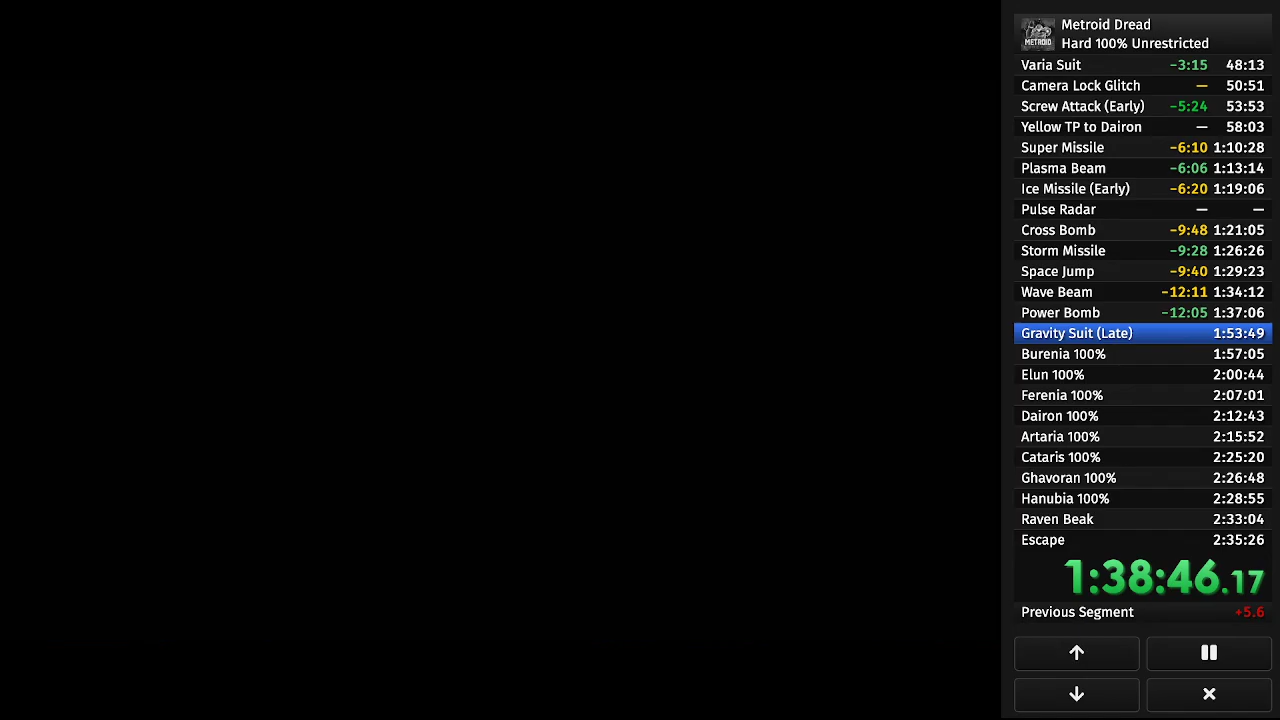 Metroid Dread
Hard 100% Unrestricted
METROID
Varia Suit −3:15 48:13
Camera Lock Glitch — 50:51
Screw Attack (Early) −5:24 53:53
Yellow TP to Dairon — 58:03
Super Missile −6:10 1:10:28
Plasma Beam −6:06 1:13:14
Ice Missile (Early) −6:20 1:19:06
Pulse Radar — —
Cross Bomb −9:48 1:21:05
Storm Missile −9:28 1:26:26
Space Jump −9:40 1:29:23
Wave Beam −12:11 1:34:12
Power Bomb −12:05 1:37:06
Gravity Suit (Late) 1:53:49
Burenia 100% 1:57:05
Elun 100% 2:00:44
Ferenia 100% 2:07:01
Dairon 100% 2:12:43
Artaria 100% 2:15:52
Cataris 100% 2:25:20
Ghavoran 100% 2:26:48
Hanubia 100% 2:28:55
Raven Beak 2:33:04
Escape 2:35:26
1:38:46.17
Previous Segment +5.6